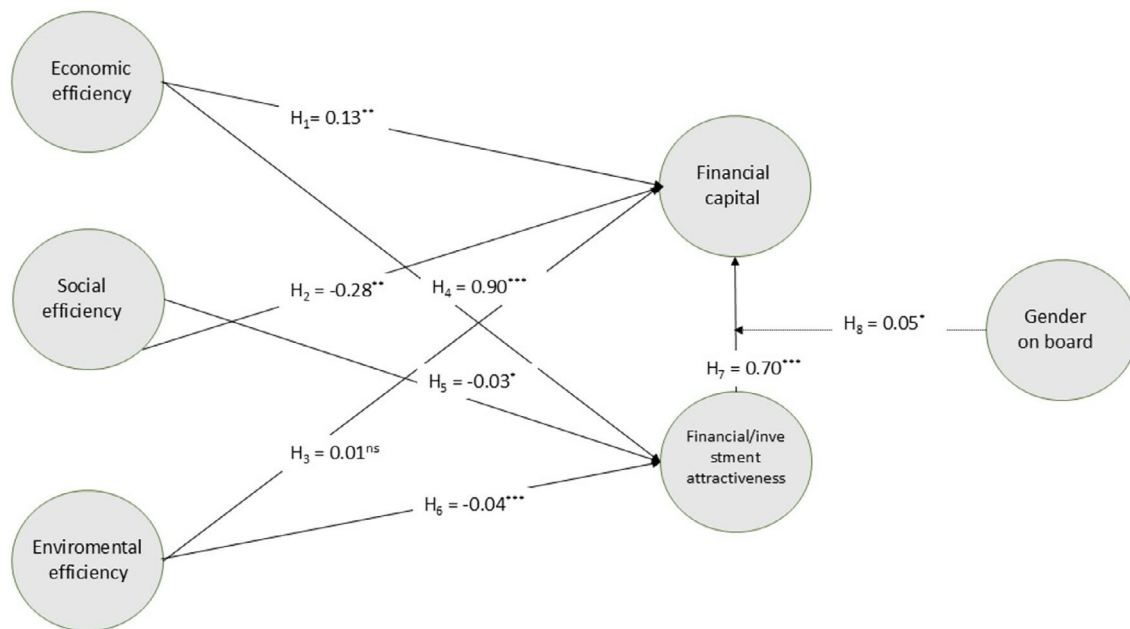 Economic
efficiency
H₁= 0.13**
Financial
capital
Social
efficiency
H₂ = -0.28**
H₄= 0.90***
Gender
on board
H₈ = 0.05*
H₇ = 0.70***
H₅ = -0.03*
Financial/inve
stment
attractiveness
H₃ = 0.01ⁿˢ
H₆ = -0.04***
Enviromental
efficiency